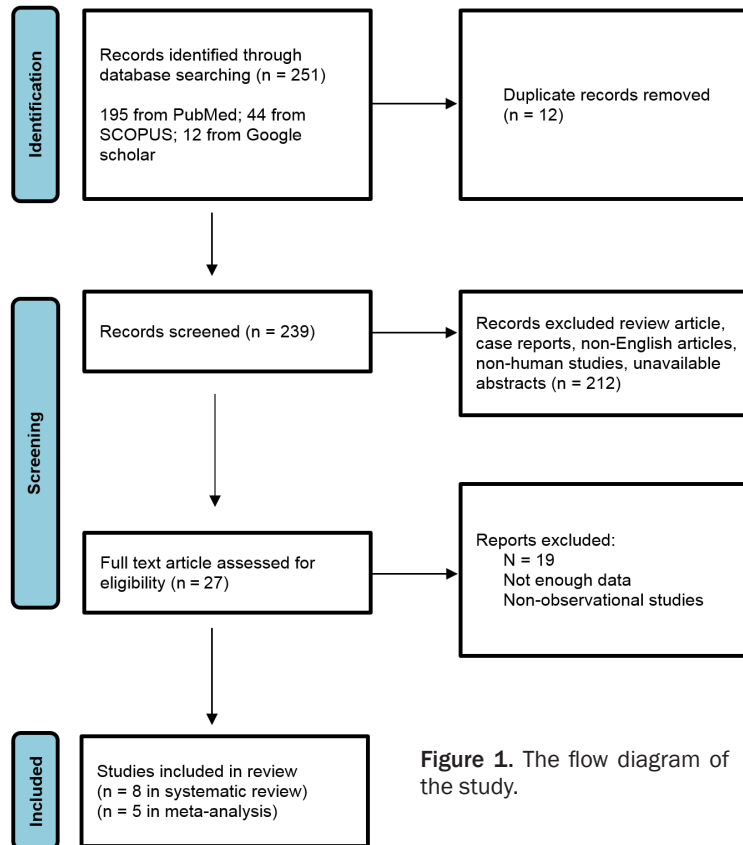 Identification
Records identified through
database searching (n = 251)
195 from PubMed; 44 from
SCOPUS; 12 from Google
scholar
Duplicate records removed
(n = 12)
Screening
Records screened (n = 239)
Records excluded review article,
case reports, non-English articles,
non-human studies, unavailable
abstracts (n = 212)
Full text article assessed for
eligibility (n = 27)
Reports excluded:
N = 19
Not enough data
Non-observational studies
Included
Studies included in review
(n = 8 in systematic review)
(n = 5 in meta-analysis)
Figure 1. The flow diagram of
the study.